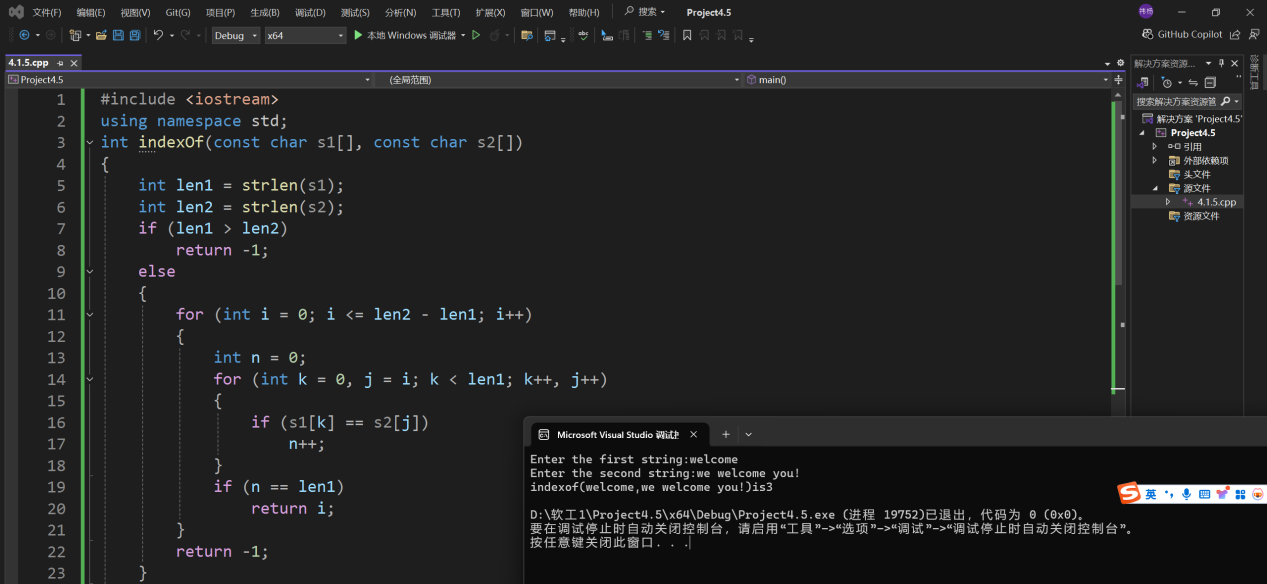 文件(F) 编辑(E) 视图(V) Git(G) 项目(P) 生成(B) 调试(D) 测试(S) 分析(N) 工具(T) 扩展(X) 窗口(W) 帮助(H) 搜索 Project4.5
Debug x64 本地 Windows 调试器 GitHub Copilot
4.1.5.cpp
Project4.5 (全局范围) main()
1 #include <iostream>
2 using namespace std;
3 int indexOf(const char s1[], const char s2[])
4 {
5 int len1 = strlen(s1);
6 int len2 = strlen(s2);
7 if (len1 > len2)
8 return -1;
9 else
10 {
11 for (int i = 0; i <= len2 - len1; i++)
12 {
13 int n = 0;
14 for (int k = 0, j = i; k < len1; k++, j++)
15 {
16 if (s1[k] == s2[j])
17 n++;
18 }
19 if (n == len1)
20 return i;
21 }
22 return -1;
23 }
解决方案资源...
搜索解决方案资源管
解决方案 'Project4.5'
Project4.5
引用
外部依赖项
头文件
源文件
4.1.5.cpp
资源文件
诊断工具
Microsoft Visual Studio 调试控
Enter the first string:welcome
Enter the second string:we welcome you!
indexof(welcome,we welcome you!)is3
D:\软工1\Project4.5\x64\Debug\Project4.5.exe (进程 19752)已退出，代码为 0 (0x0)。
要在调试停止时自动关闭控制台，请启用“工具”->“选项”->“调试”->“调试停止时自动关闭控制台”。
按任意键关闭此窗口. . .
英